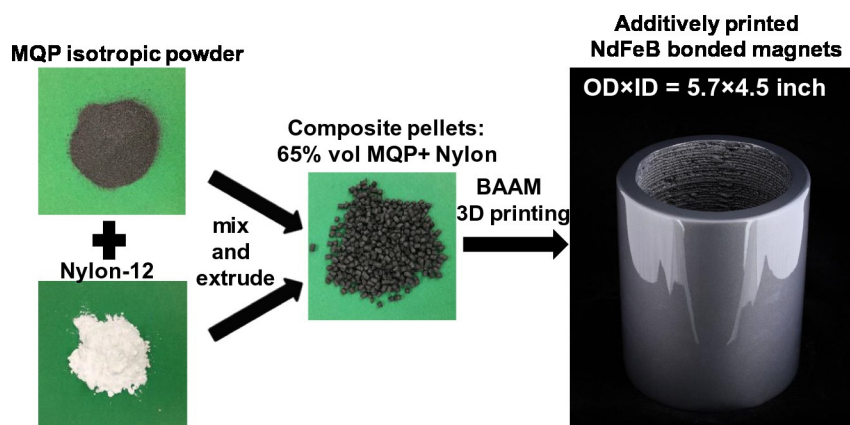 MQP isotropic powder
Nylon-12
mix
and
extrude
Composite pellets:
65% vol MQP+ Nylon
BAAM
3D printing
Additively printed
NdFeB bonded magnets
OD×ID = 5.7×4.5 inch